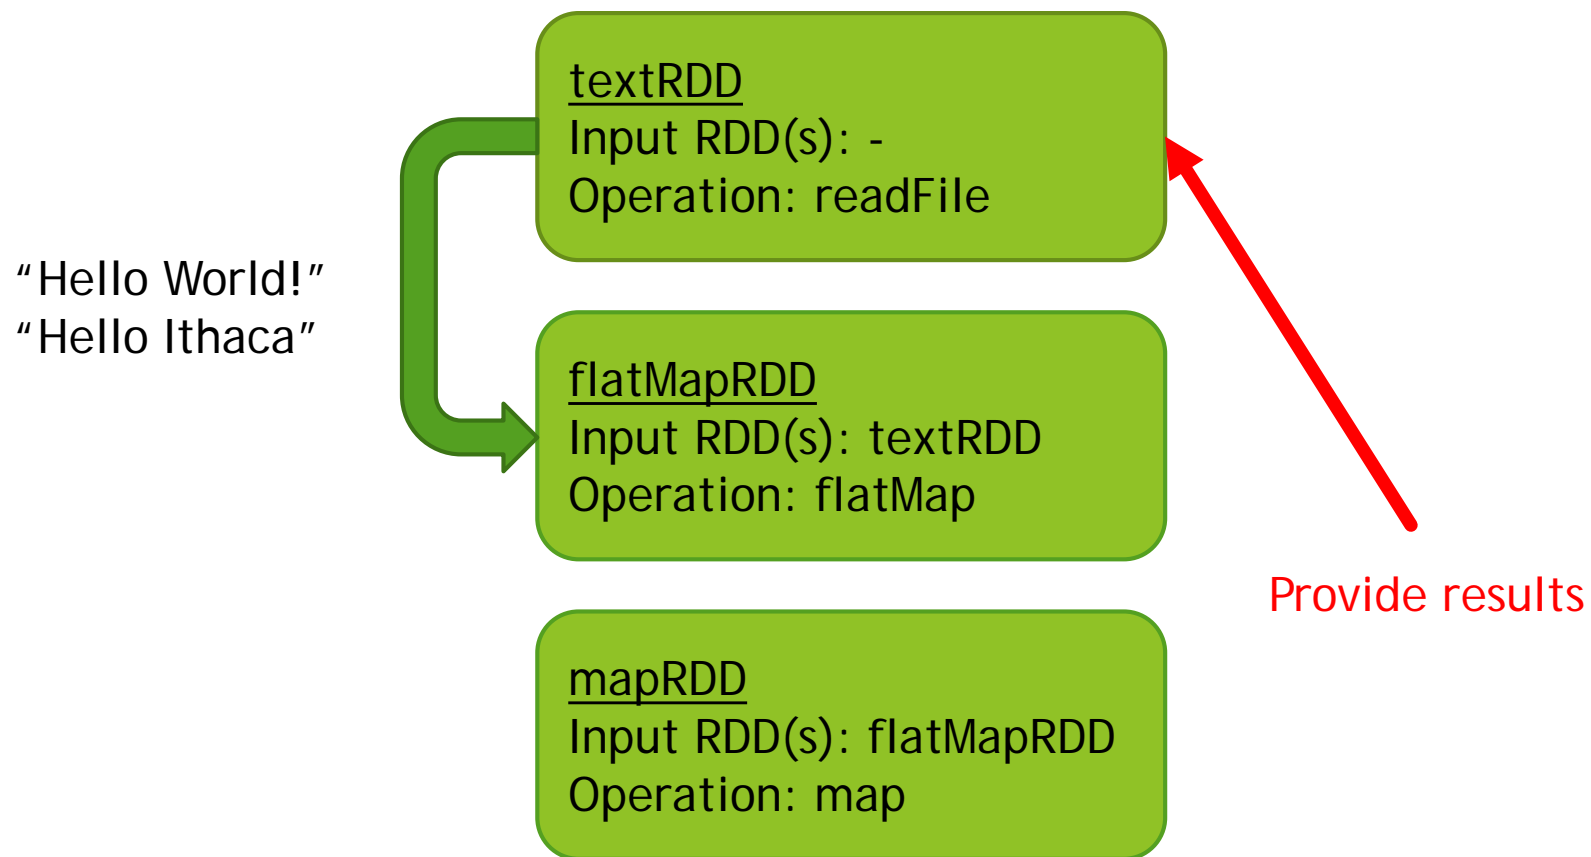 textRDD
Input RDD(s): -
Operation: readFile
“Hello World!”
“Hello Ithaca”
flatMapRDD
Input RDD(s): textRDD
Operation: flatMap
Provide results
mapRDD
Input RDD(s): flatMapRDD
Operation: map